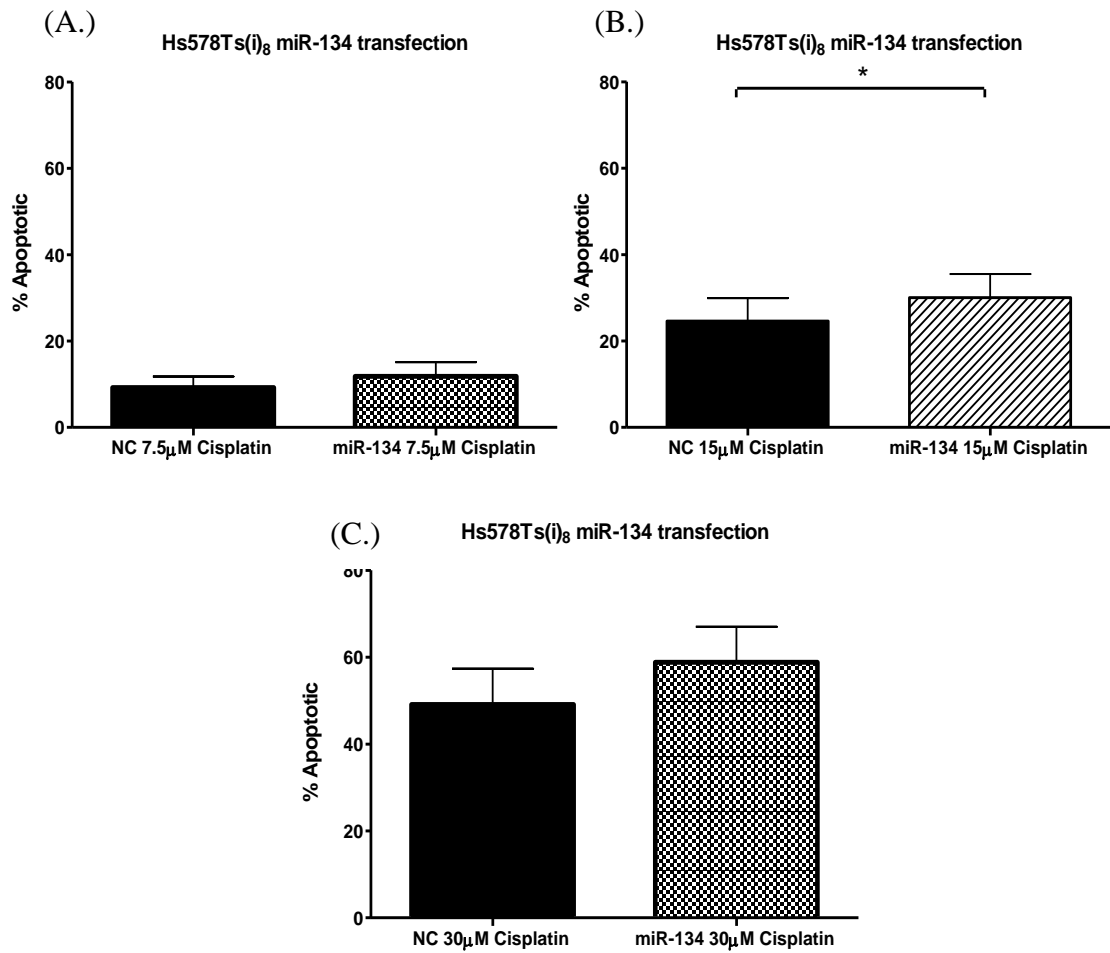 (A.)
Hs578Ts(i)₈ miR-134 transfection
80
60
40
20
0
% Apoptotic
NC 7.5μM Cisplatin
miR-134 7.5μM Cisplatin
(B.)
Hs578Ts(i)₈ miR-134 transfection
*
80
60
40
20
0
% Apoptotic
NC 15μM Cisplatin
miR-134 15μM Cisplatin
(C.)
Hs578Ts(i)₈ miR-134 transfection
80
60
40
20
0
% Apoptotic
NC 30μM Cisplatin
miR-134 30μM Cisplatin